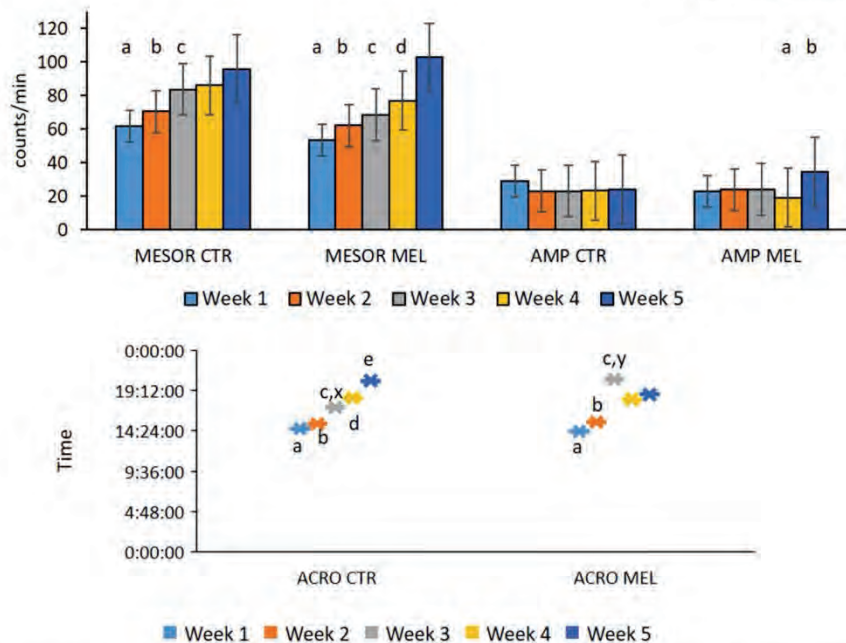 120
100
80
60
40
20
0
counts/min
a b c
a b c d
a b
MESOR CTR MESOR MEL AMP CTR AMP MEL
Week 1 Week 2 Week 3 Week 4 Week 5
0:00:00
19:12:00
14:24:00
9:36:00
4:48:00
0:00:00
Time
e
c,x
d
b
a
c,y
b
a
ACRO CTR ACRO MEL
Week 1 Week 2 Week 3 Week 4 Week 5